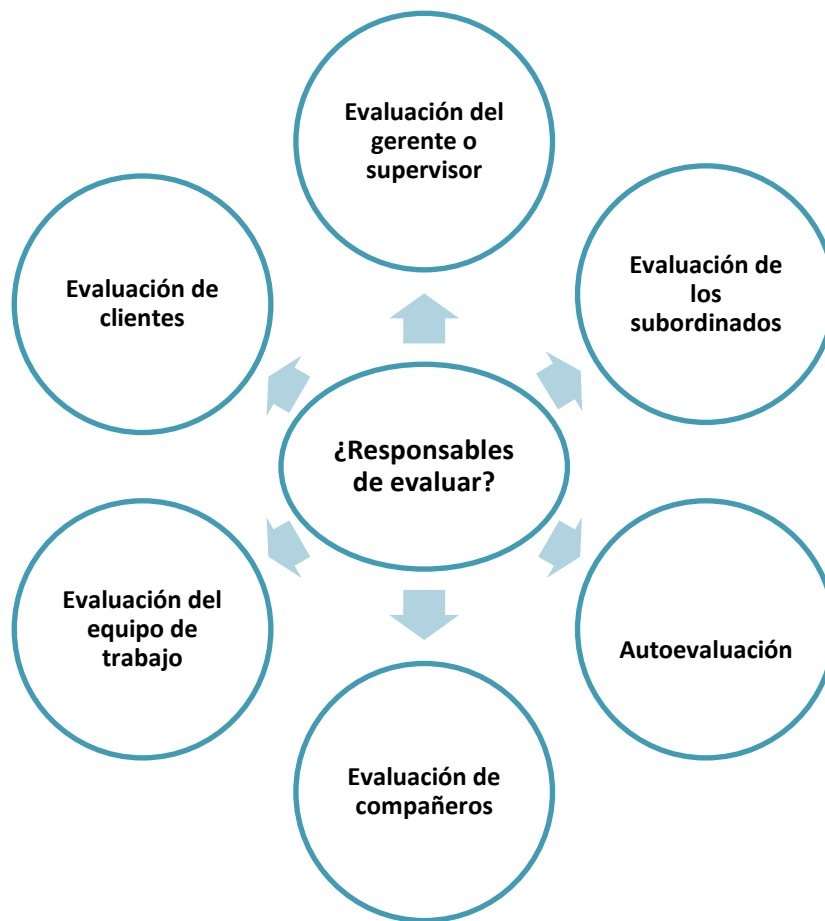 Evaluación del
gerente o
supervisor
Evaluación de
los
subordinados
Evaluación de
clientes
¿Responsables
de evaluar?
Evaluación del
equipo de
trabajo
Autoevaluación
Evaluación de
compañeros